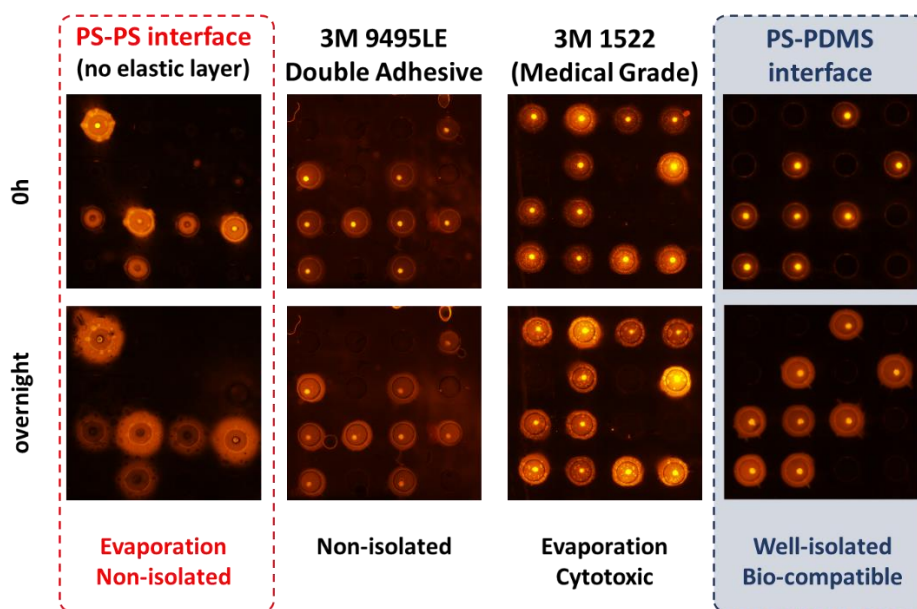 PS-PS interface
(no elastic layer)
3M 9495LE
Double Adhesive
3M 1522
(Medical Grade)
PS-PDMS
interface
0h
overnight
Evaporation
Non-isolated
Non-isolated
Evaporation
Cytotoxic
Well-isolated
Bio-compatible